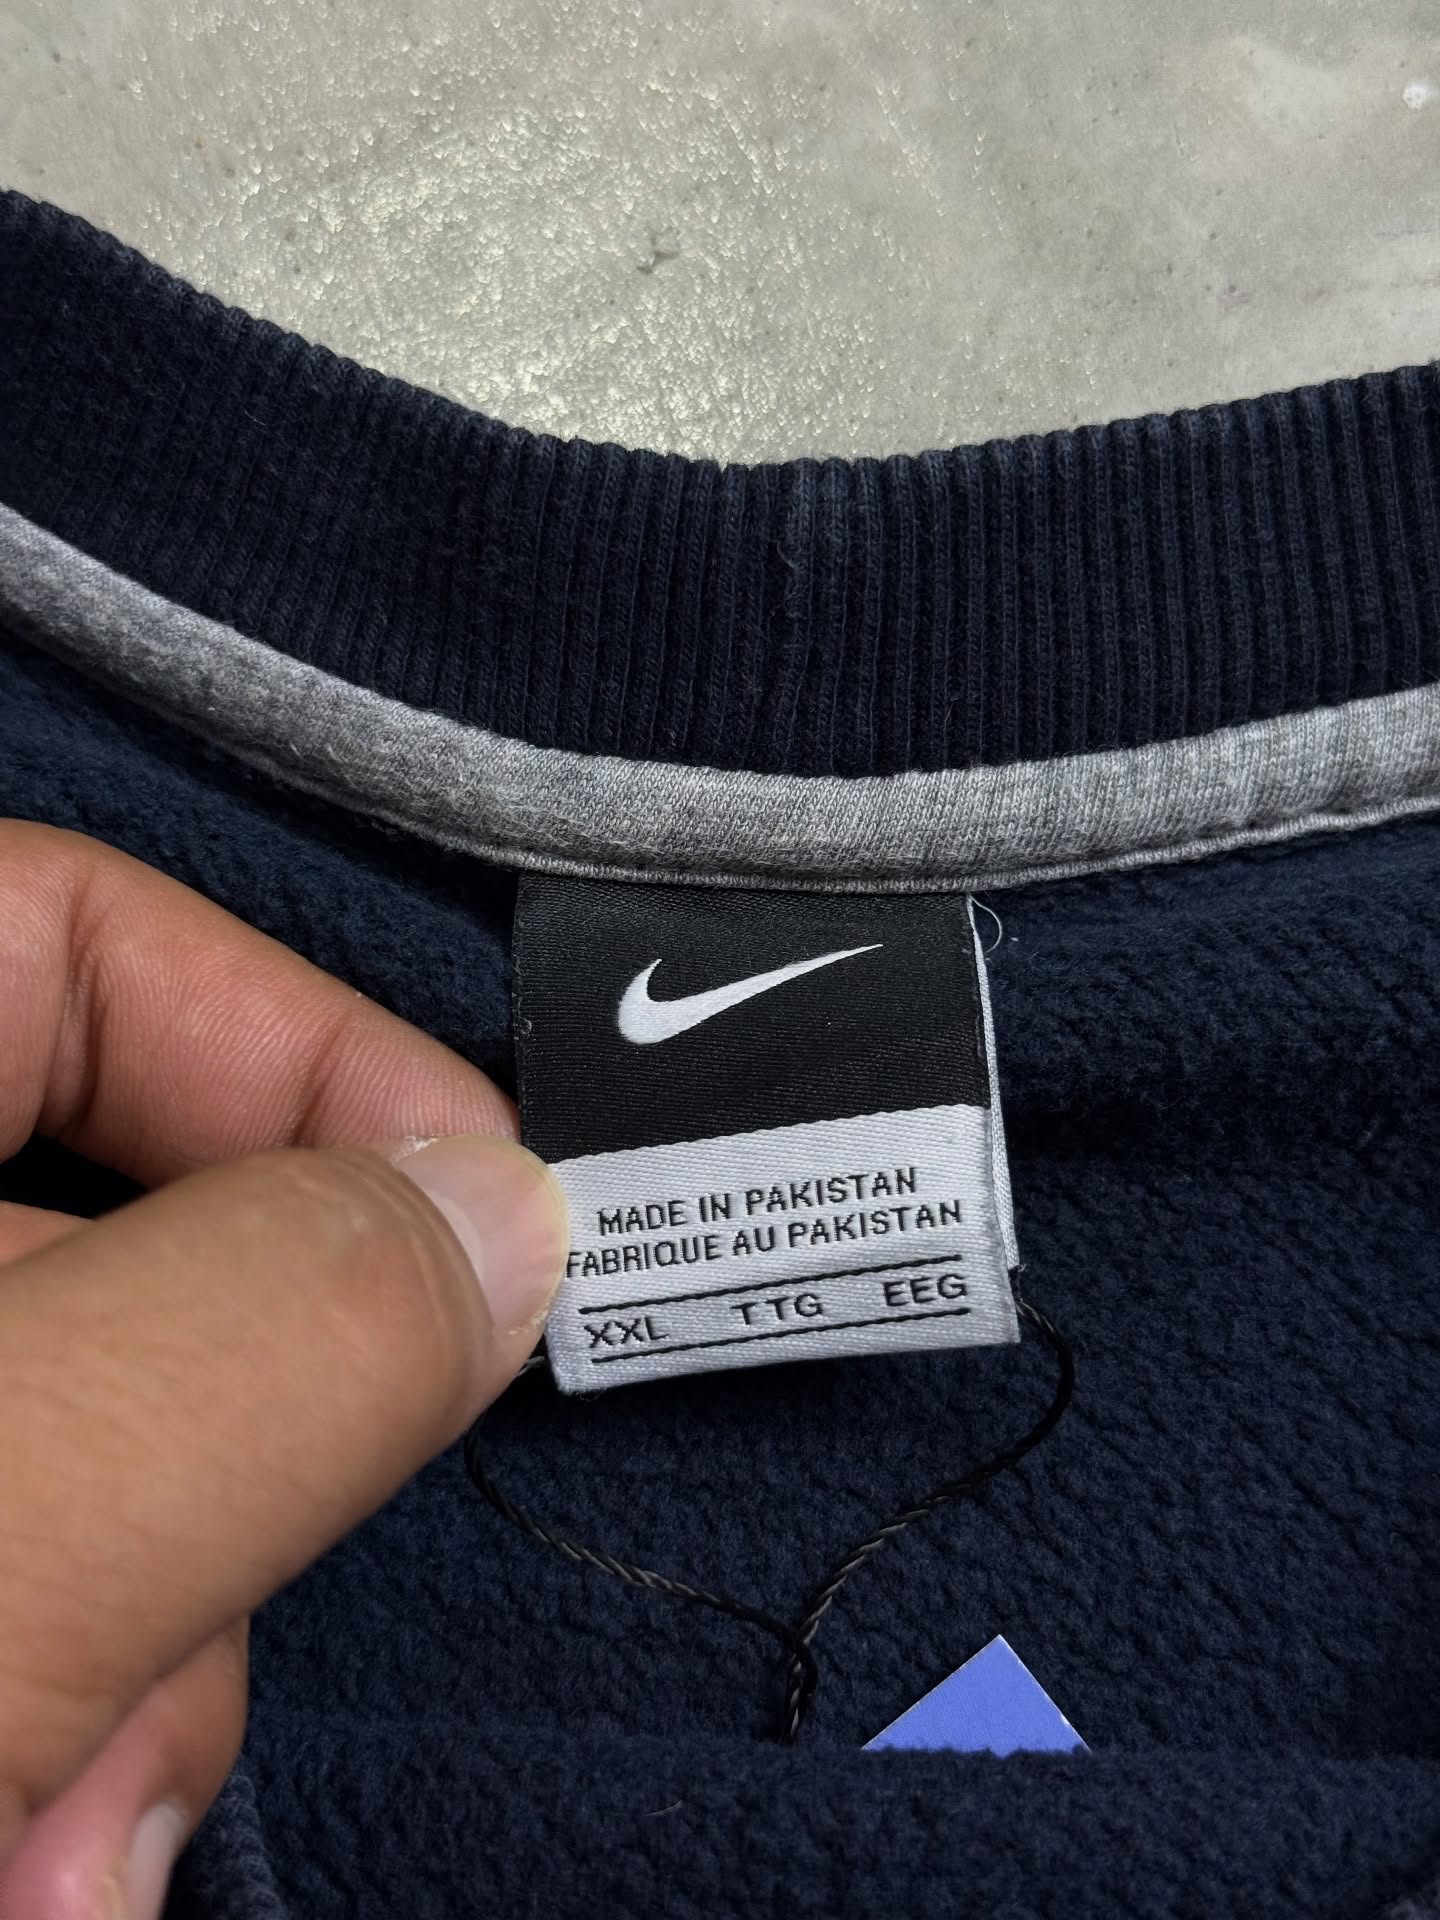 MADE IN PAKISTAN
FABRIQUE AU PAKISTAN
XXL TTG EEG